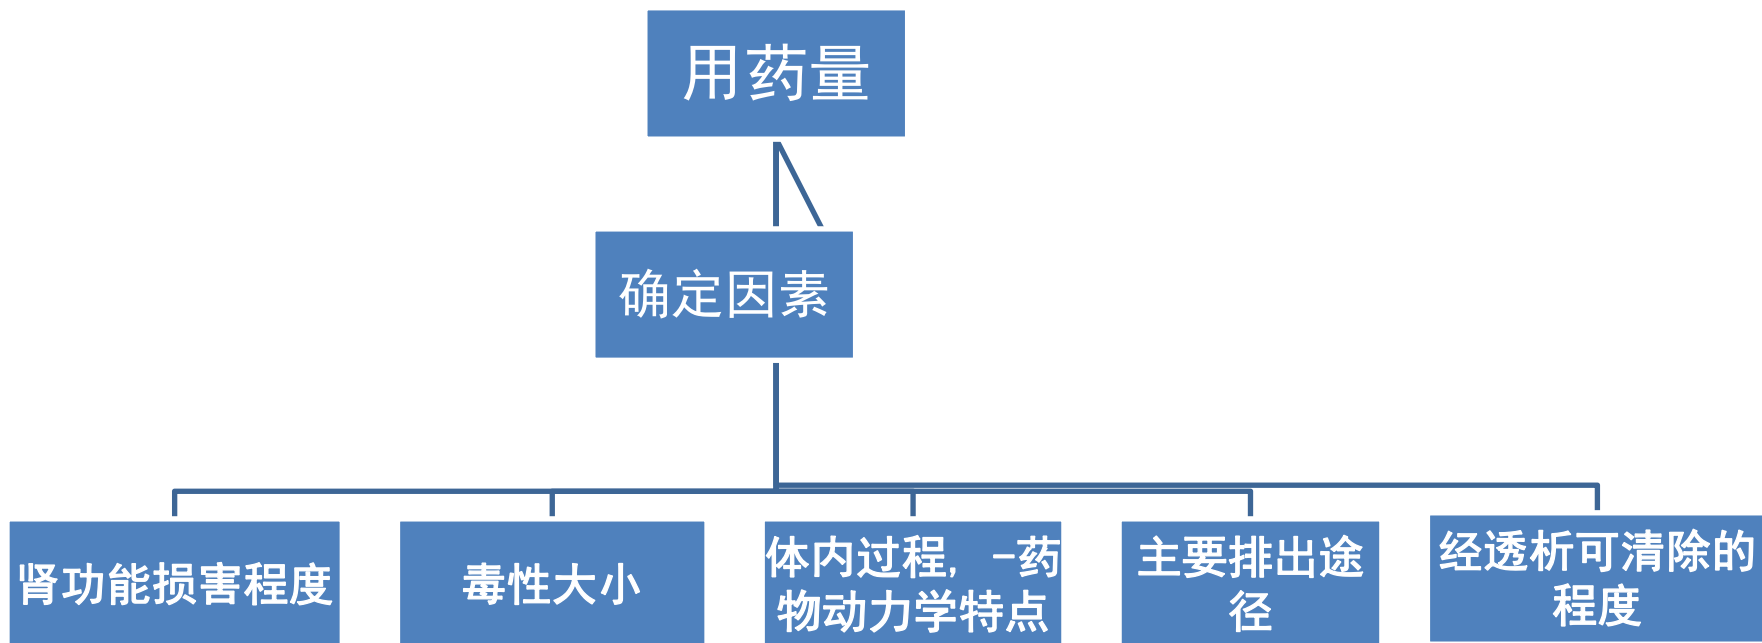 用药量
确定因素
肾功能损害程度
毒性大小
体内过程，-药
物动力学特点
主要排出途
径
经透析可清除的
程度